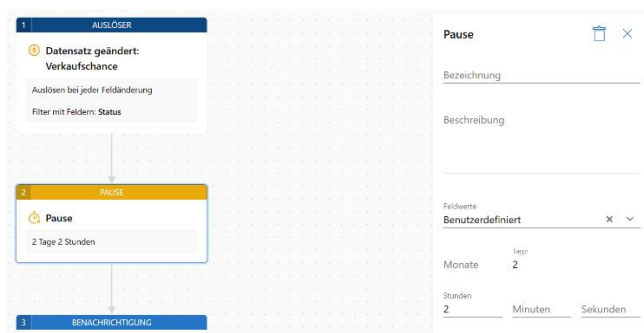 1 AUSLÖSER
Datensatz geändert:
Verkaufschance
Auslösen bei jeder Feldänderung
Filter mit Feldern: Status
2 PAUSE
Pause
2 Tage 2 Stunden
3 BENACHRICHTIGUNG
Pause
Bezeichnung
Beschreibung
Feldwerte
Benutzerdefiniert
Tage
Monate 2
Stunden
2 Minuten Sekunden